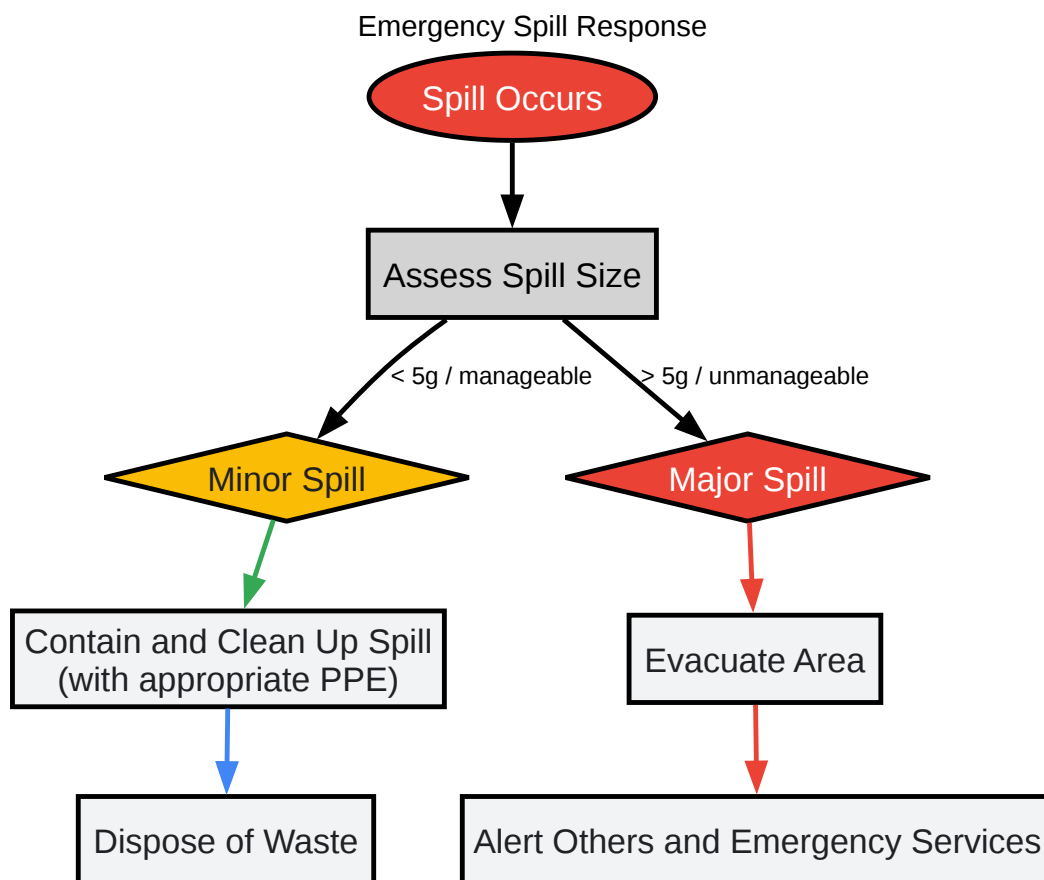 Emergency Spill Response
Spill Occurs
Assess Spill Size
< 5g / manageable
> 5g / unmanageable
Minor Spill
Major Spill
Contain and Clean Up Spill
(with appropriate PPE)
Evacuate Area
Dispose of Waste
Alert Others and Emergency Services